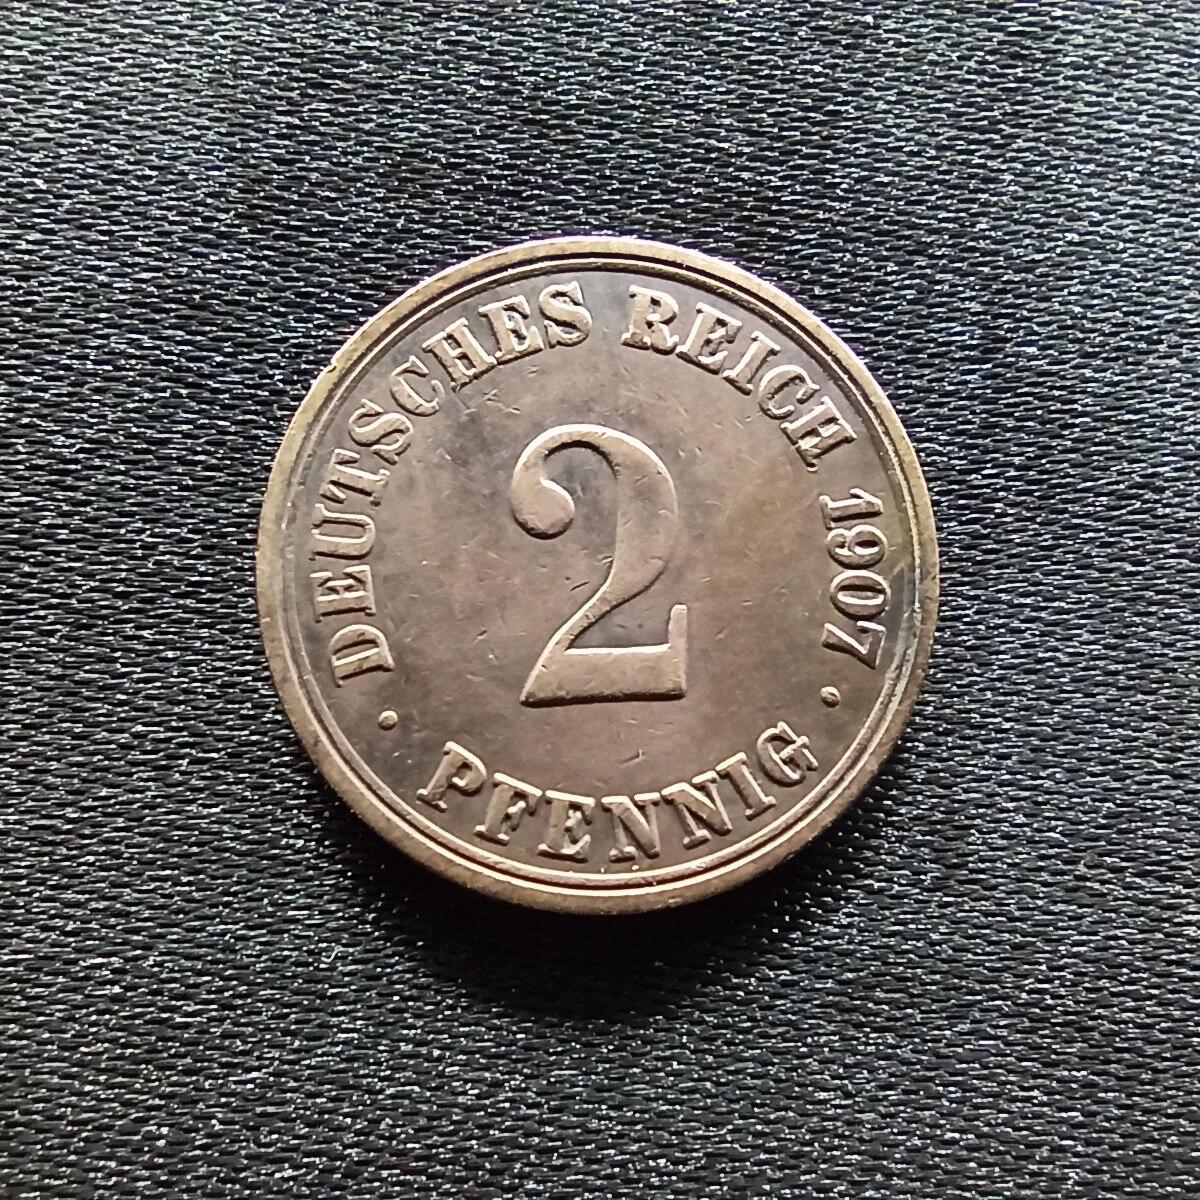 DEUTSCHES REICH 1907
2
PFENNIG